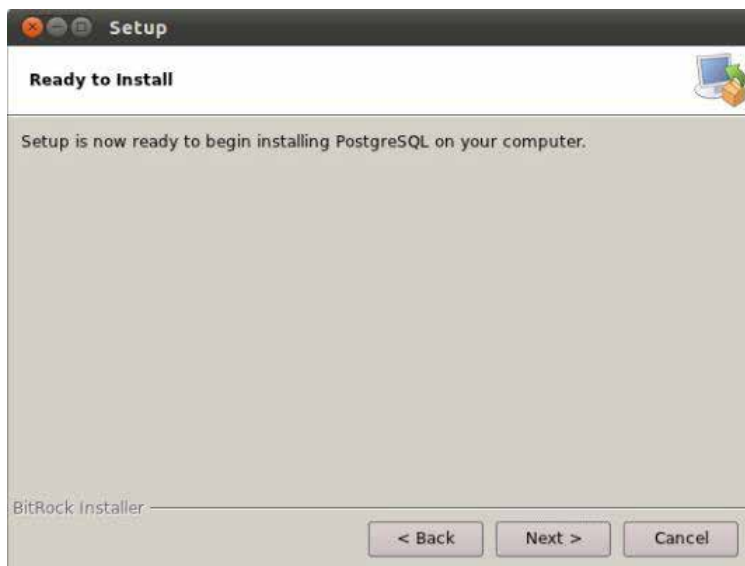 Setup
Ready to Install
Setup is now ready to begin installing PostgreSQL on your computer.
BitRock Installer
< Back Next > Cancel